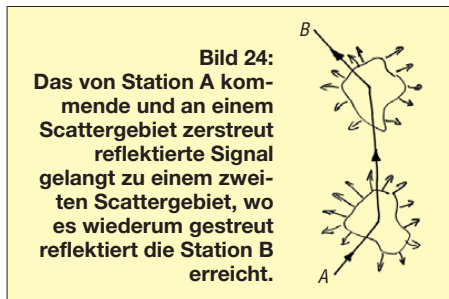 Bild 24:
Das von Station A kom-
mende und an einem
Scattergebiet zerstreut
reflektierte Signal
gelangt zu einem zwei-
ten Scattergebiet, wo
es wiederum gestreut
reflektiert die Station B
erreicht.
B
A